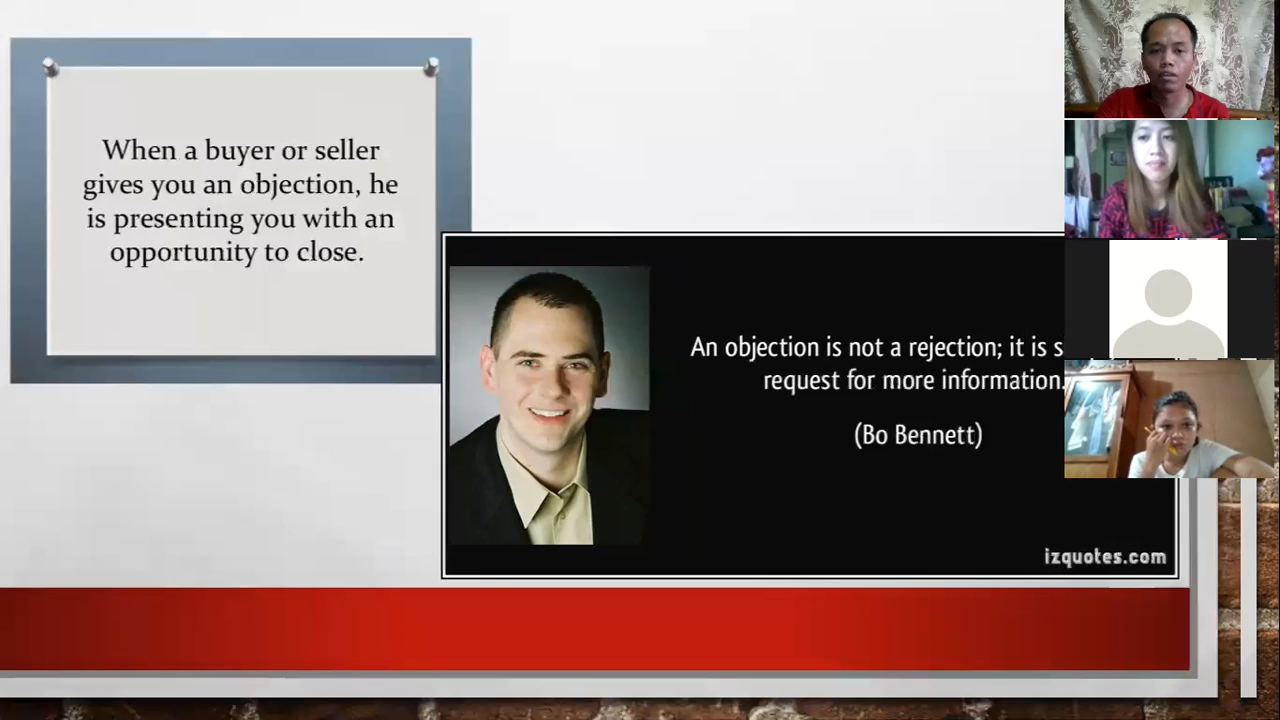 When a buyer or seller
gives you an objection, he
is presenting you with an
opportunity to close.
An objection is not a rejection; it is
request for more information.
(Bo Bennett)
izquotes.com